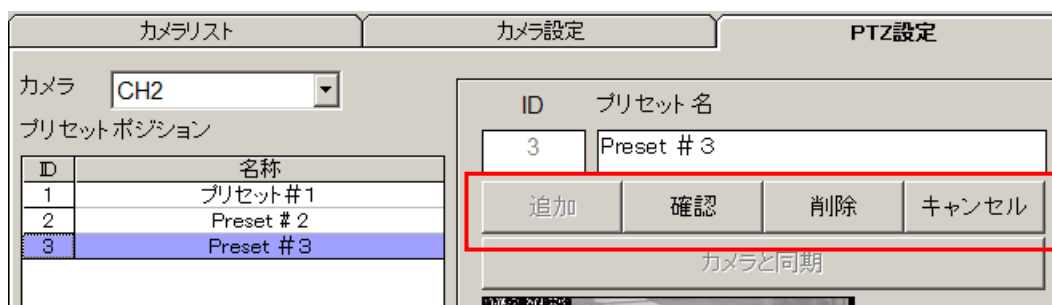 カメラリスト カメラ設定 PTZ設定
カメラ CH2
プリセットポジション
ID 名称
1 プリセット#1
2 Preset #2
3 Preset #3
ID プリセット名
3 Preset #3
追加 確認 削除 キャンセル
カメラと同期